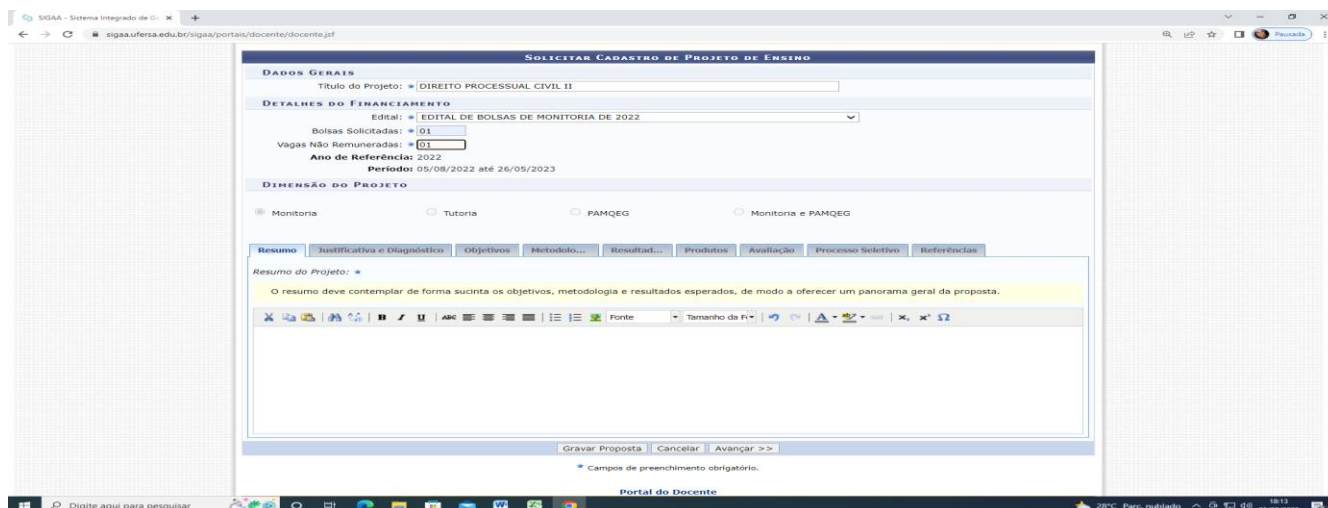 SIGAA - Sistema Integrado de G
sigaa.ufersa.edu.br/sigaa/portais/docente/docente.jsf
Pausada
SOLICITAR CADASTRO DE PROJETO DE ENSINO
DADOS GERAIS
Título do Projeto: * DIREITO PROCESSUAL CIVIL II
DETALHES DO FINANCIAMENTO
Edital: * EDITAL DE BOLSAS DE MONITORIA DE 2022
Bolsas Solicitadas: * 01
Vagas Não Remuneradas: * 01
Ano de Referência: 2022
Período: 05/08/2022 até 26/05/2023
DIMENSÃO DO PROJETO
Monitoria Tutoria PAMQEG Monitoria e PAMQEG
Resumo Justificativa e Diagnóstico Objetivos Metodolo... Resultad... Produtos Avaliação Processo Seletivo Referências
Resumo do Projeto: *
O resumo deve contemplar de forma sucinta os objetivos, metodologia e resultados esperados, de modo a oferecer um panorama geral da proposta.
B I U ABC Fonte Tamanho da F A x, x² Ω
Gravar Proposta Cancelar Avançar >>
* Campos de preenchimento obrigatório.
Portal do Docente
Digite aqui para pesquisar 28°C Parc. nublado 18:13